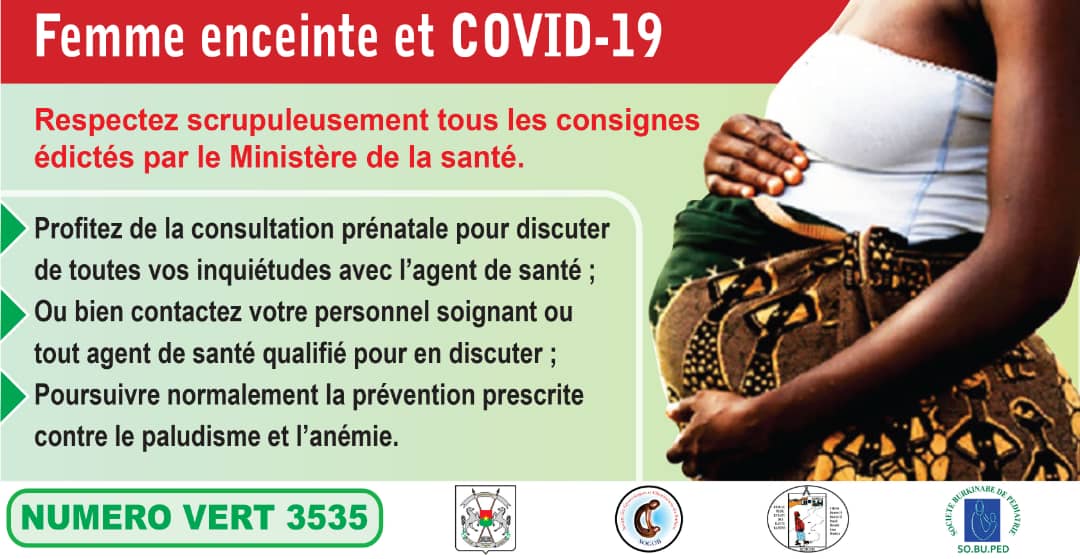 Femme enceinte et COVID-19
Respectez scrupuleusement tous les consignes
édictés par le Ministère de la santé.
Profitez de la consultation prénatale pour discuter
de toutes vos inquiétudes avec l’agent de santé ;
Ou bien contactez votre personnel soignant ou
tout agent de santé qualifié pour en discuter ;
Poursuivre normalement la prévention prescrite
contre le paludisme et l’anémie.
NUMERO VERT 3535
SOGOB
SOCIETE BURKINABE DE PEDIATRIE
SO.BU.PED